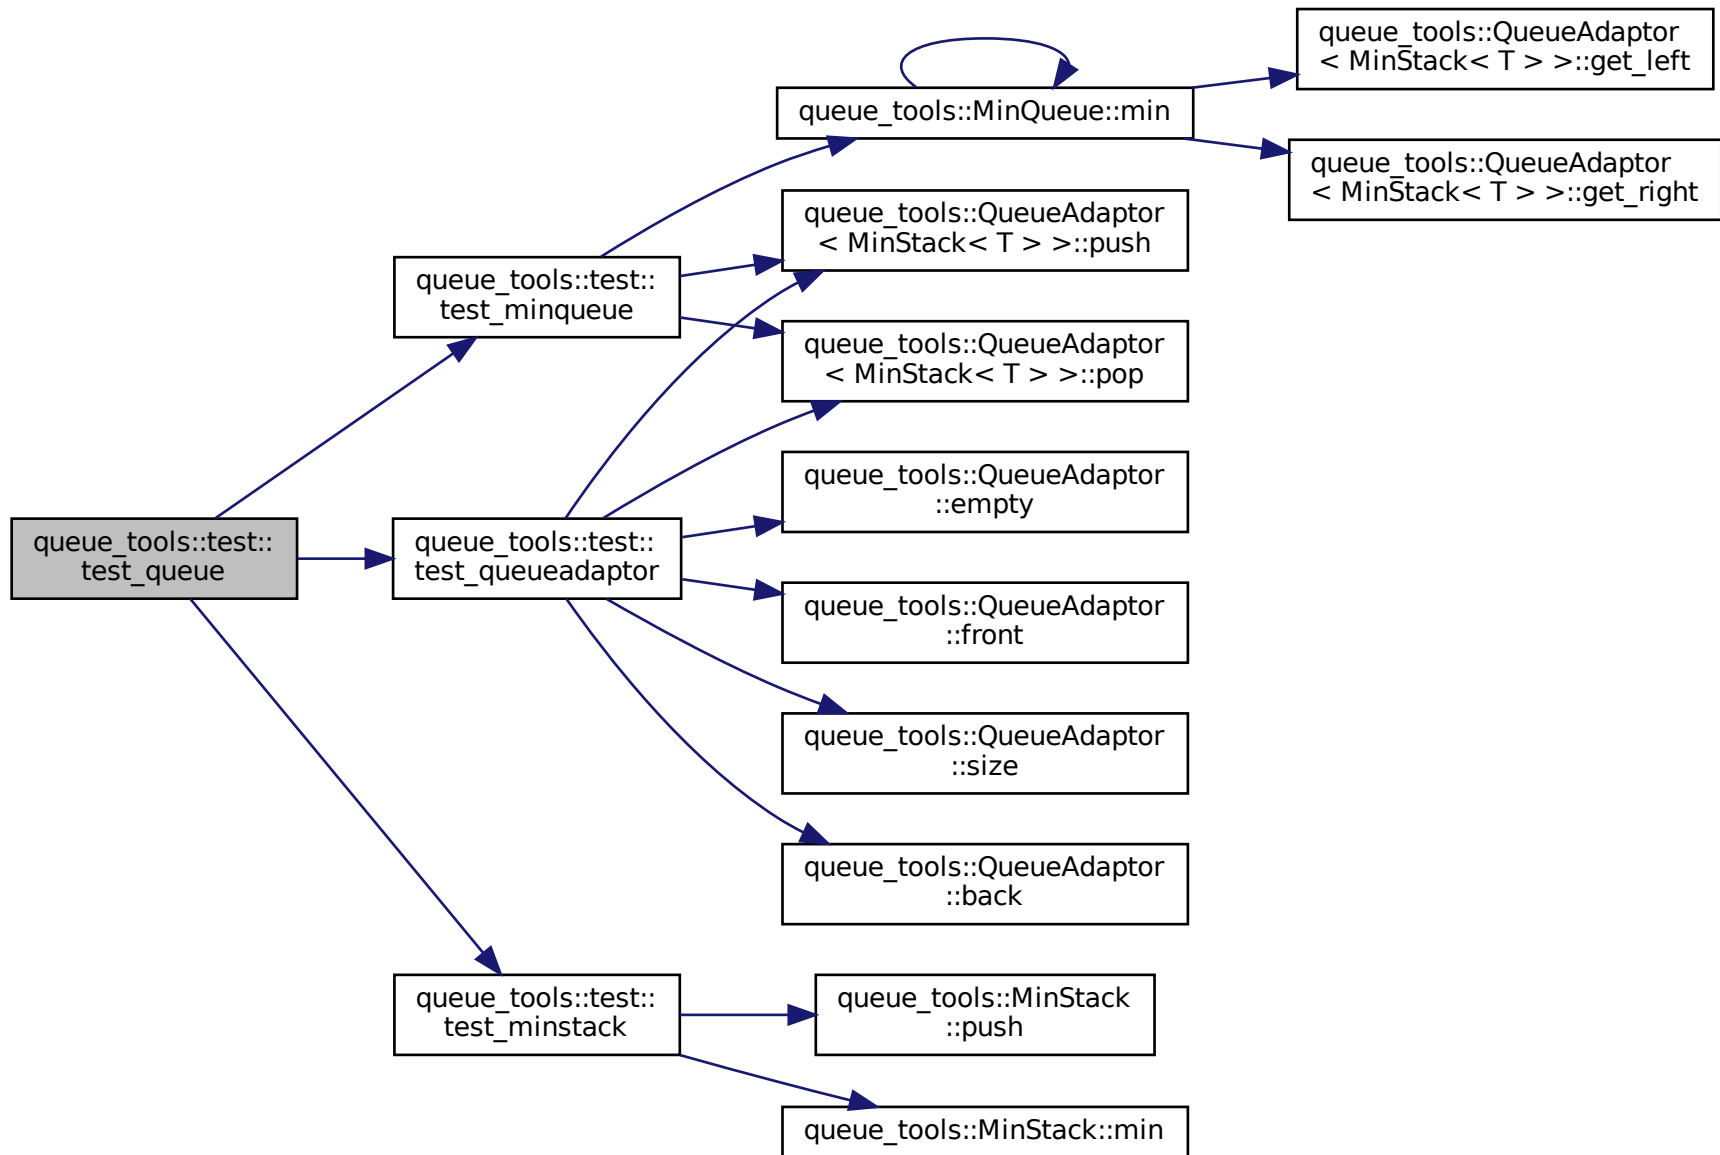 queue_tools::QueueAdaptor
< MinStack< T > >::get_left
queue_tools::MinQueue::min
queue_tools::QueueAdaptor
< MinStack< T > >::get_right
queue_tools::QueueAdaptor
< MinStack< T > >::push
queue_tools::test::
test_minqueue
queue_tools::QueueAdaptor
< MinStack< T > >::pop
queue_tools::QueueAdaptor
::empty
queue_tools::test::
test_queue
queue_tools::test::
test_queueadaptor
queue_tools::QueueAdaptor
::front
queue_tools::QueueAdaptor
::size
queue_tools::QueueAdaptor
::back
queue_tools::test::
test_minstack
queue_tools::MinStack
::push
queue_tools::MinStack::min